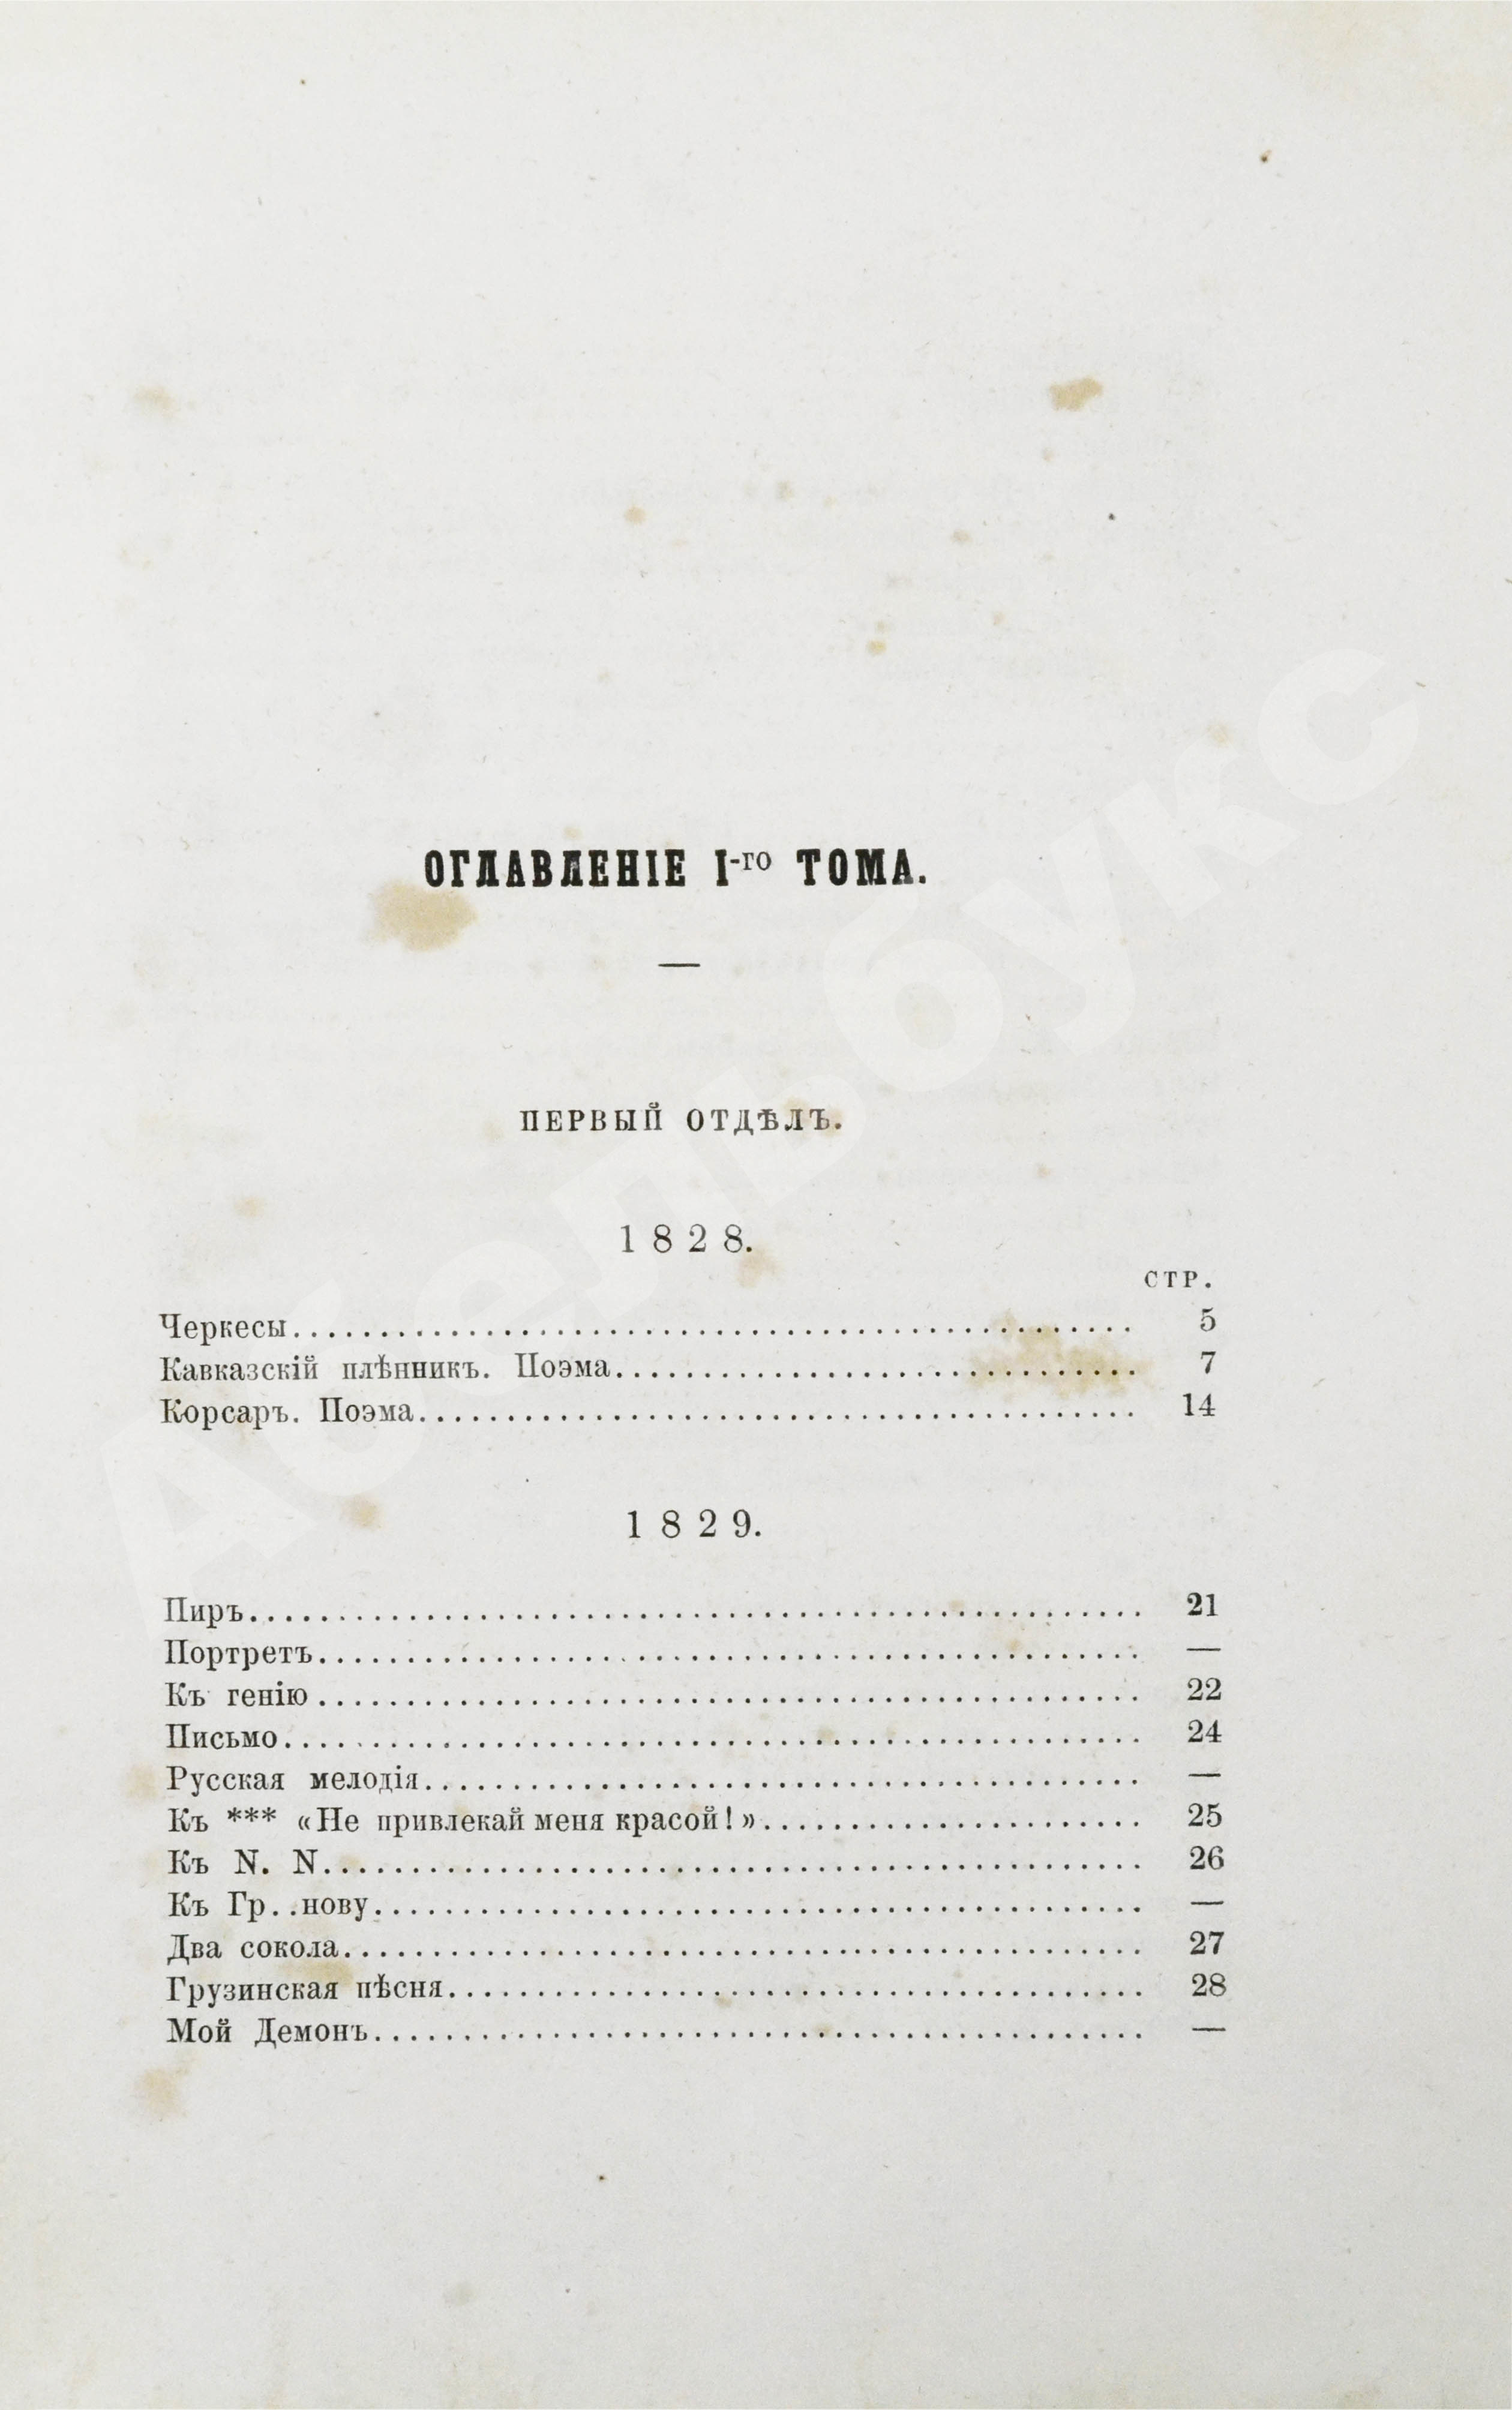 ОГЛАВЛЕНІЕ I-го ТОМА.
ПЕРВЫЙ ОТДѢЛЪ.
1828.
СТР.
Черкесы........................................ 5
Кавказскій плѣнникъ. Поэма........................................ 7
Корсаръ. Поэма........................................ 14
1829.
Пиръ........................................ 21
Портретъ........................................ —
Къ генію........................................ 22
Письмо........................................ 24
Русская мелодія........................................ —
Къ *** «Не привлекай меня красой!»........................................ 25
Къ N. N........................................ 26
Къ Гр..нову........................................ —
Два сокола........................................ 27
Грузинская пѣсня........................................ 28
Мой Демонъ........................................ —
АсенБукс